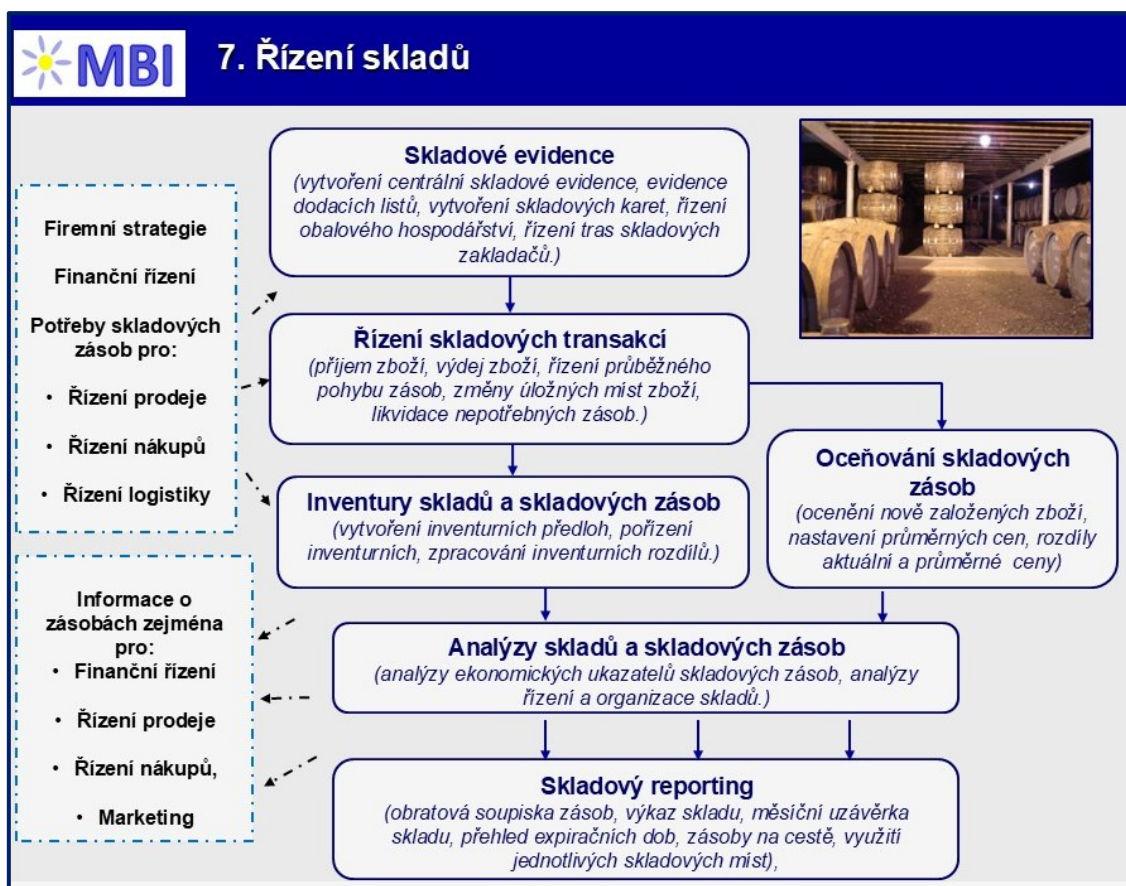 MBI
7. Řízení skladů
Skladové evidence
(vytvoření centrální skladové evidence, evidence
dodacích listů, vytvoření skladových karet, řízení
obalového hospodářství, řízení tras skladových
zakladačů.)
Firemní strategie
Finanční řízení
Potřeby skladových
zásob pro:
• Řízení prodeje
• Řízení nákupů
• Řízení logistiky
Řízení skladových transakcí
(příjem zboží, výdej zboží, řízení průběžného
pohybu zásob, změny úložných míst zboží,
likvidace nepotřebných zásob.)
Oceňování skladových
zásob
(ocenění nově založených zboží,
nastavení průměrných cen, rozdíly
aktuální a průměrné ceny)
Inventury skladů a skladových zásob
(vytvoření inventurních předloh, pořízení
inventurních, zpracování inventurních rozdílů.)
Informace o
zásobách zejména
pro:
• Finanční řízení
• Řízení prodeje
• Řízení nákupů,
• Marketing
Analýzy skladů a skladových zásob
(analýzy ekonomických ukazatelů skladových zásob, analýzy
řízení a organizace skladů.)
Skladový reporting
(obratová soupiska zásob, výkaz skladu, měsíční uzávěrka
skladu, přehled expiračních dob, zásoby na cestě, využití
jednotlivých skladových míst),